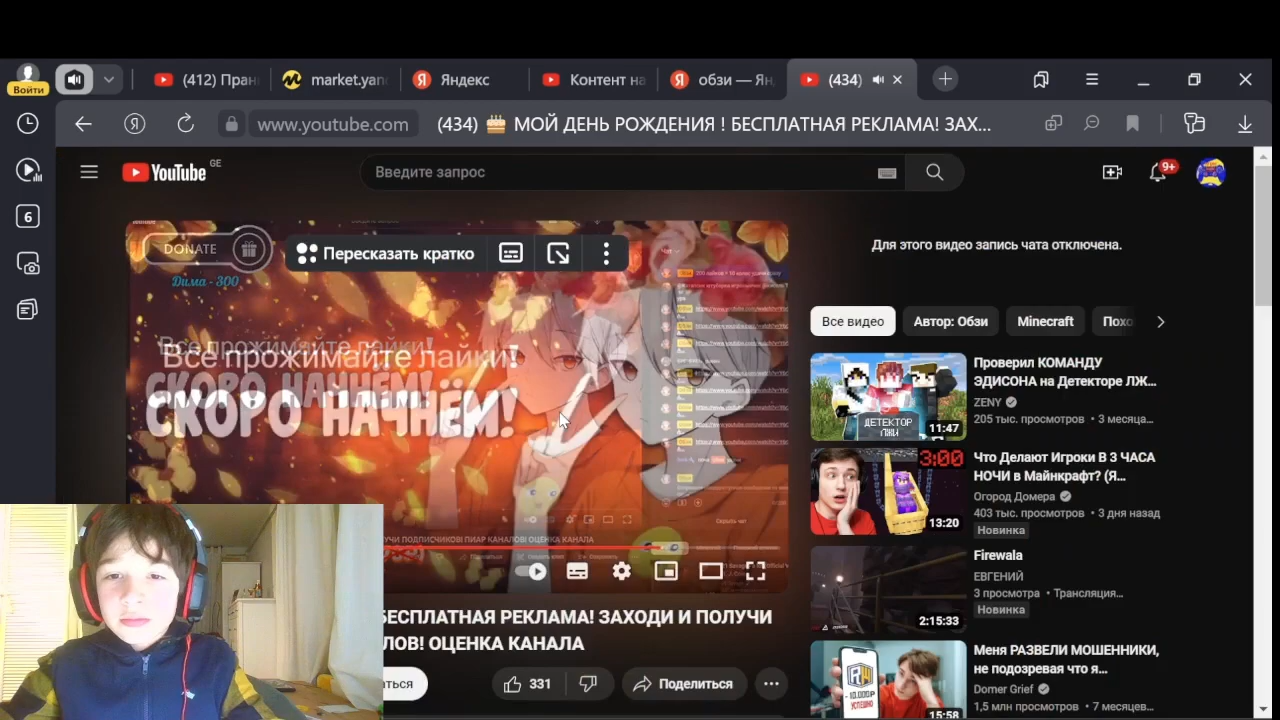 Войти
(412) Пран
market.yan
Яндекс
Контент на
обзи — Ян
(434)
www.youtube.com
(434) 🎂 МОЙ ДЕНЬ РОЖДЕНИЯ ! БЕСПЛАТНАЯ РЕКЛАМА! ЗАХ...
6
YouTube GE
Введите запрос
9+
DONATE
Дима - 300
Пересказать кратко
Все прожимайте лайки!
СКОРО НАЧНЁМ!
Для этого видео запись чата отключена.
Все видео
Автор: Обзи
Minecraft
Похо
ДЕТЕКТОР
ЛЖИ
11:47
Проверил КОМАНДУ
ЭДИСОНА на Детекторе ЛЖ...
ZENY
205 тыс. просмотров • 3 месяца...
3:00
13:20
Что Делают Игроки В 3 ЧАСА
НОЧИ в Майнкрафт? (Я...
Огород Домера
403 тыс. просмотров • 3 дня назад
Новинка
2:15:33
Firewala
ЕВГЕНИЙ
3 просмотра • Трансляция...
Новинка
УСПЕШНО
15:58
Меня РАЗВЕЛИ МОШЕННИКИ,
не подозревая что я...
Domer Grief
1,5 млн просмотров • 7 месяцев...
БЕСПЛАТНАЯ РЕКЛАМА! ЗАХОДИ И ПОЛУЧИ
ЛОВ! ОЦЕНКА КАНАЛА
аться
331
Поделиться